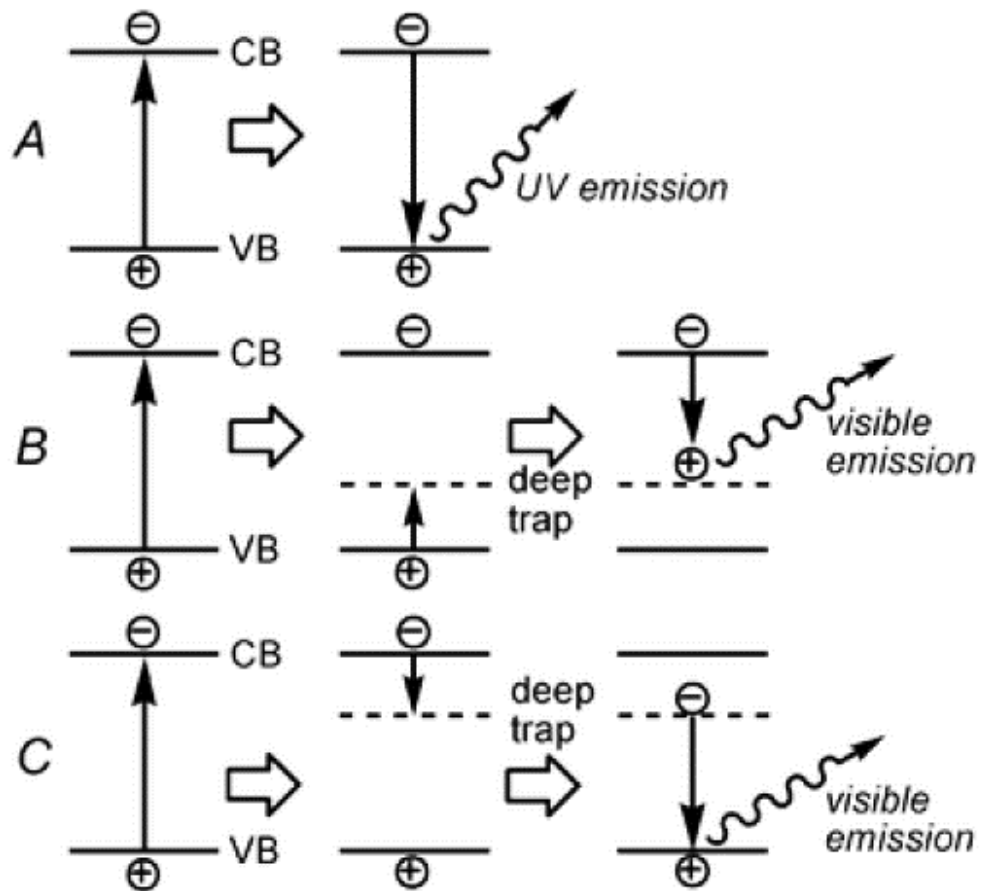 CB
A
UV emission
VB
CB
B
visible
emission
deep
trap
VB
CB
deep
trap
C
visible
emission
VB